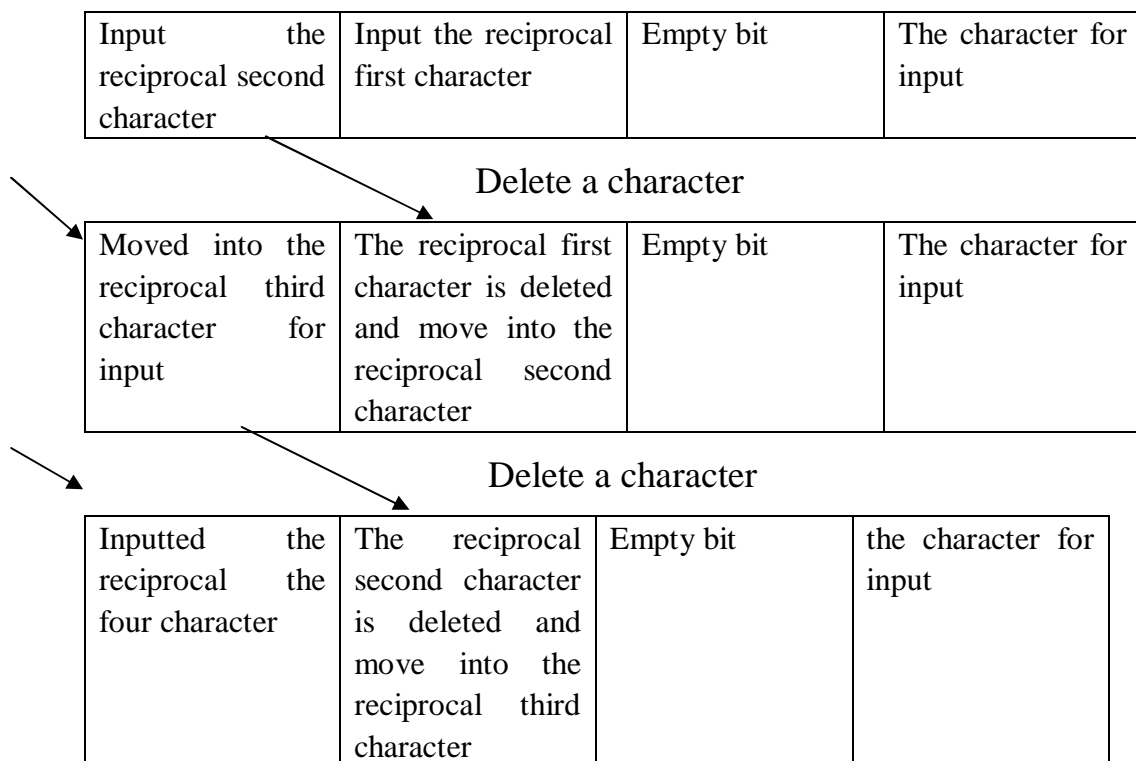 Input the
reciprocal second
character
Input the reciprocal
first character
Empty bit
The character for
input
Delete a character
Moved into the
reciprocal third
character for
input
The reciprocal first
character is deleted
and move into the
reciprocal second
character
Empty bit
The character for
input
Delete a character
Inputted the
reciprocal the
four character
The reciprocal
second character
is deleted and
move into the
reciprocal third
character
Empty bit
the character for
input